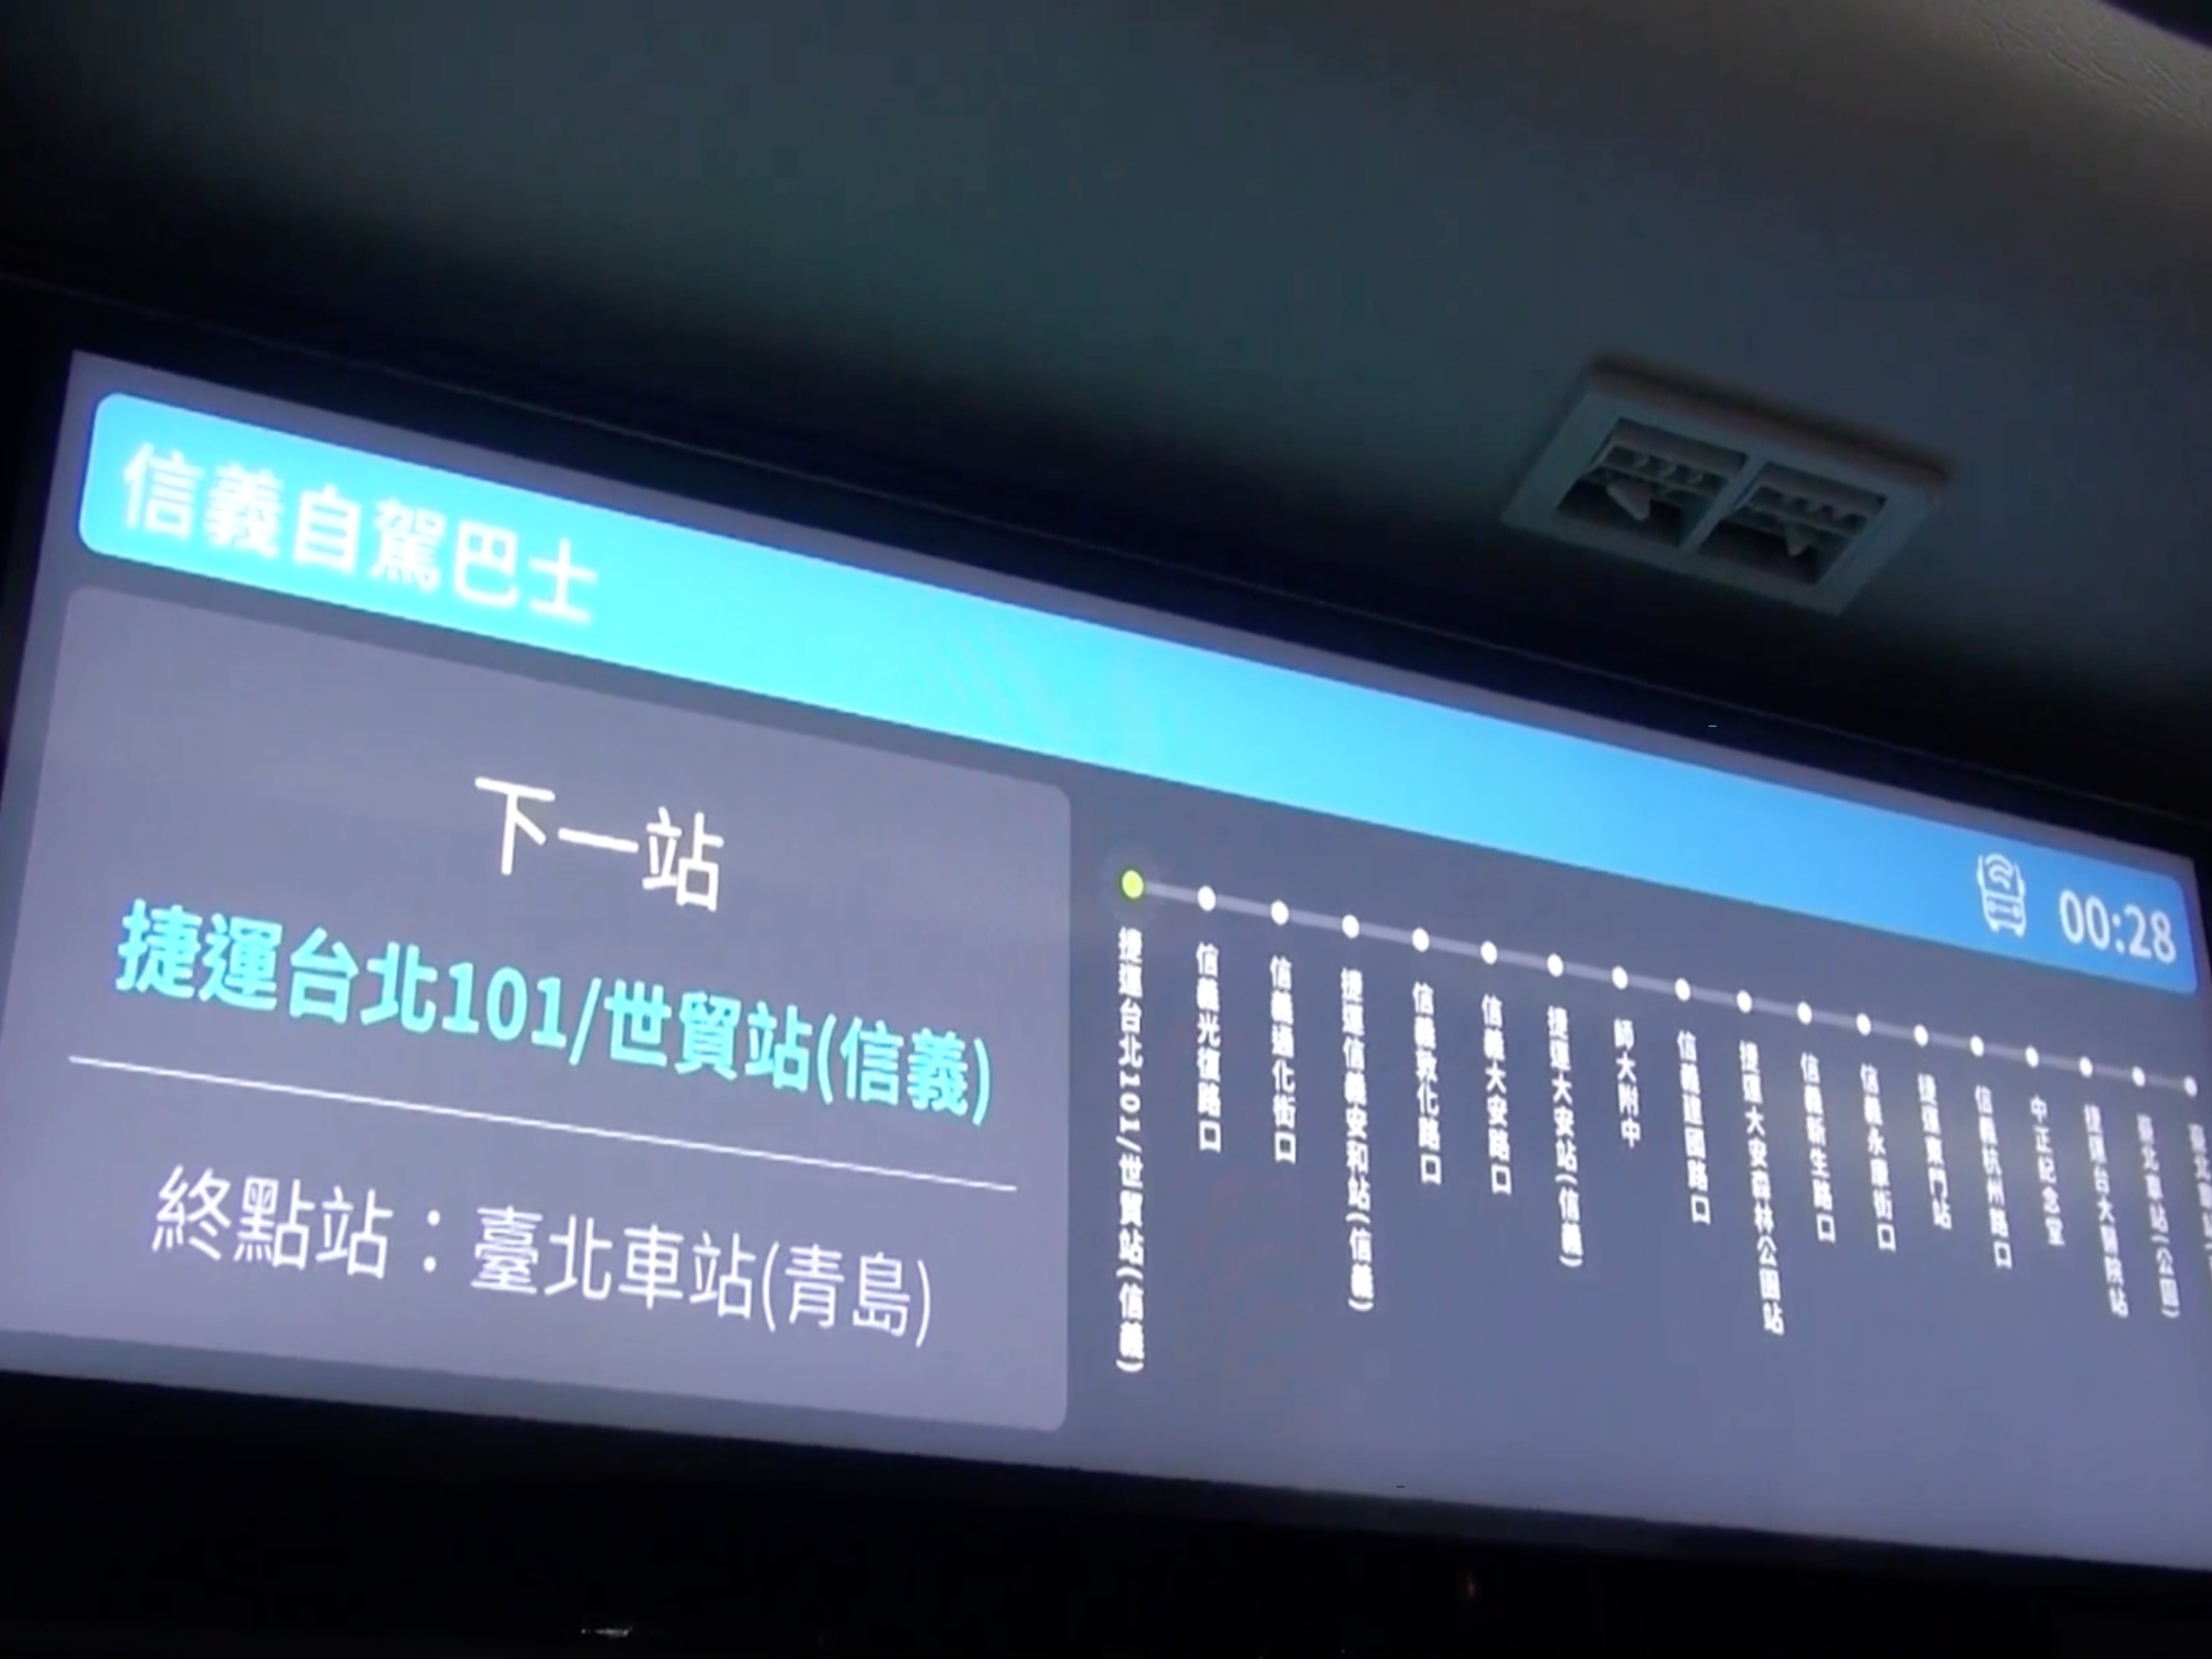 信義自駕巴士
00:28
下一站
捷運台北101/世貿站(信義)
終點站：臺北車站(青島)
捷運台北101/世貿站(信義)
信義光復路口
信義通化街口
捷運信義安和站(信義)
信義敦化路口
信義大安路口
捷運大安站(信義)
師大附中
信義建國路口
捷運大安森林公園站
信義新生路口
信義永康街口
捷運東門站
信義杭州路口
中正紀念堂
捷運台大醫院站
臺北車站(公園)